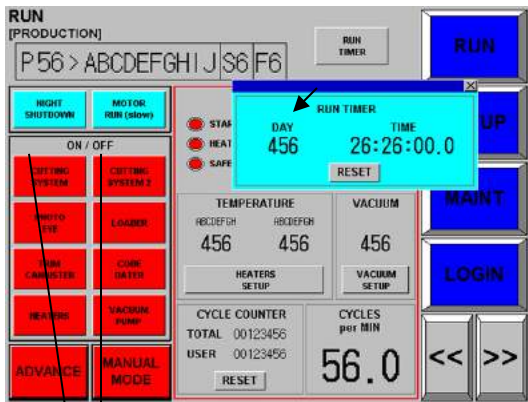 RUN
[PRODUCTION]
P56>ABCDEFGHIJ S6 F6
RUN
TIMER
RUN
NIGHT
SHUTDOWN
MOTOR
RUN (slow)
ON / OFF
CUTTING
SYSTEM
CUTTING
SYSTEM 2
PHOTO
EYE
LOADER
TRIM
CANNISTER
CODE
DATER
HEATERS
VACUUM
PUMP
ADVANCE
MANUAL
MODE
RUN TIMER
DAY
TIME
456
26:26:00.0
RESET
UP
MAINT
LOGIN
<<
>>
TEMPERATURE
ABCDEFGH
ABCDEFGH
456
456
HEATERS
SETUP
VACUUM
456
VACUUM
SETUP
CYCLE COUNTER
TOTAL 00123456
USER 00123456
RESET
CYCLES
per MIN
56.0